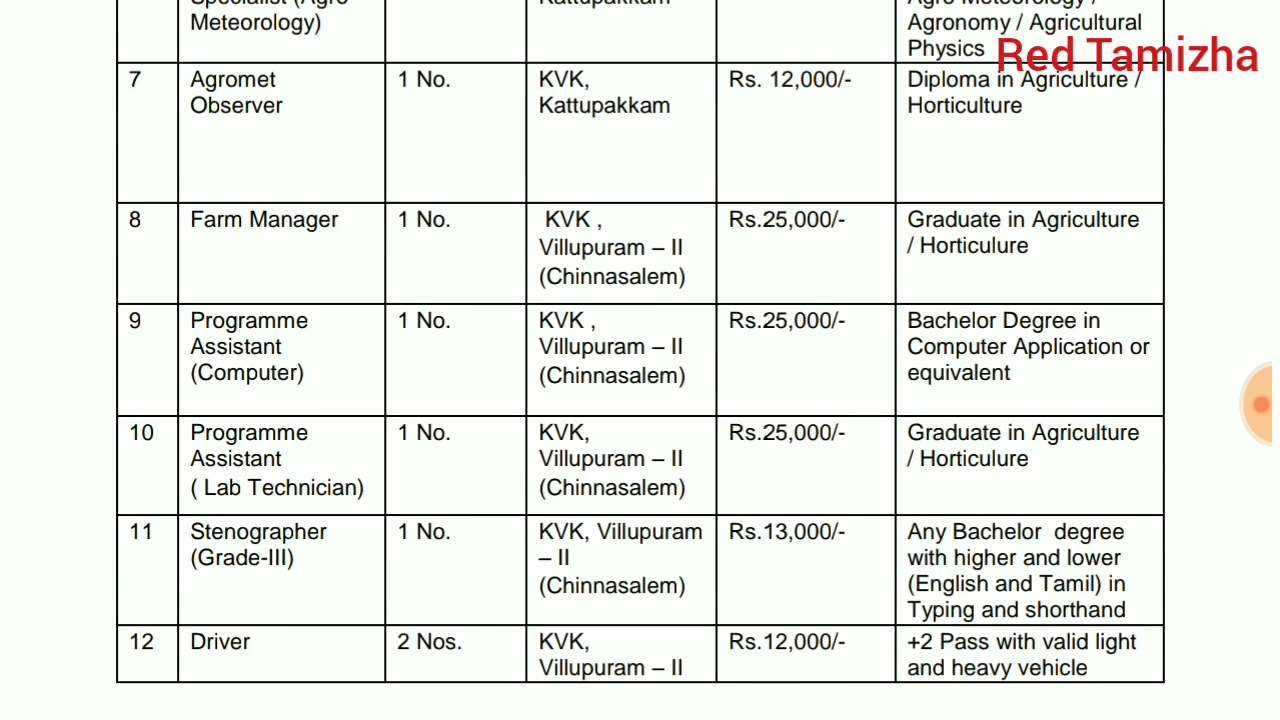 Specialist (Agro
Meteorology)
Kattupakkam
Agro Meteorology /
Agronomy / Agricultural
Physics
Red Tamizha
7
Agromet
Observer
1 No.
KVK,
Kattupakkam
Rs. 12,000/-
Diploma in Agriculture /
Horticulture
8
Farm Manager
1 No.
KVK ,
Villupuram – II
(Chinnasalem)
Rs.25,000/-
Graduate in Agriculture
/ Horticulure
9
Programme
Assistant
(Computer)
1 No.
KVK ,
Villupuram – II
(Chinnasalem)
Rs.25,000/-
Bachelor Degree in
Computer Application or
equivalent
10
Programme
Assistant
( Lab Technician)
1 No.
KVK,
Villupuram – II
(Chinnasalem)
Rs.25,000/-
Graduate in Agriculture
/ Horticulure
11
Stenographer
(Grade-III)
1 No.
KVK, Villupuram
– II
(Chinnasalem)
Rs.13,000/-
Any Bachelor degree
with higher and lower
(English and Tamil) in
Typing and shorthand
12
Driver
2 Nos.
KVK,
Villupuram – II
Rs.12,000/-
+2 Pass with valid light
and heavy vehicle